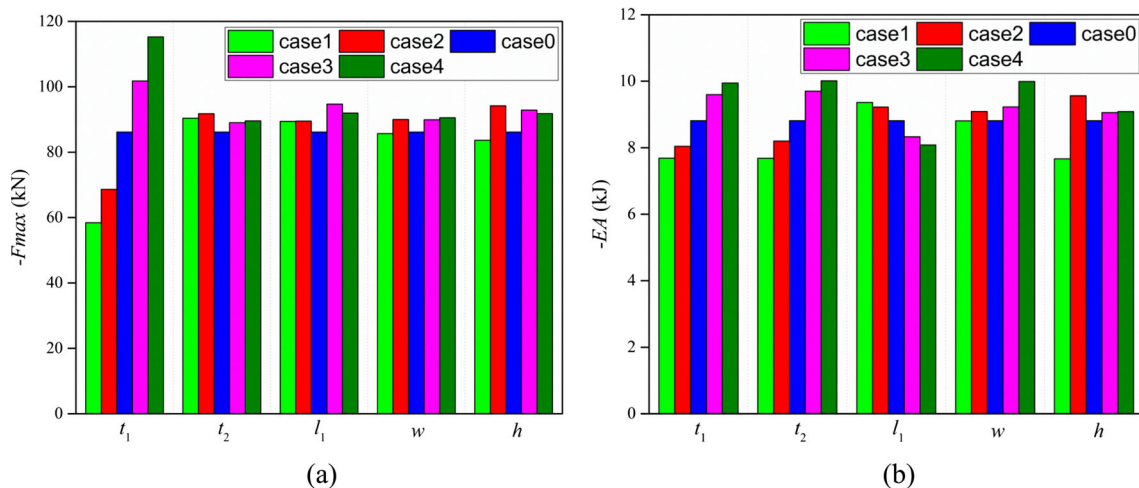 case1 case2 case0
case3 case4
-Fmax (kN)
120
100
80
60
40
20
0
t1 t2 l1 w h
(a)
case1 case2 case0
case3 case4
-EA (kJ)
12
10
8
6
4
2
0
t1 t2 l1 w h
(b)